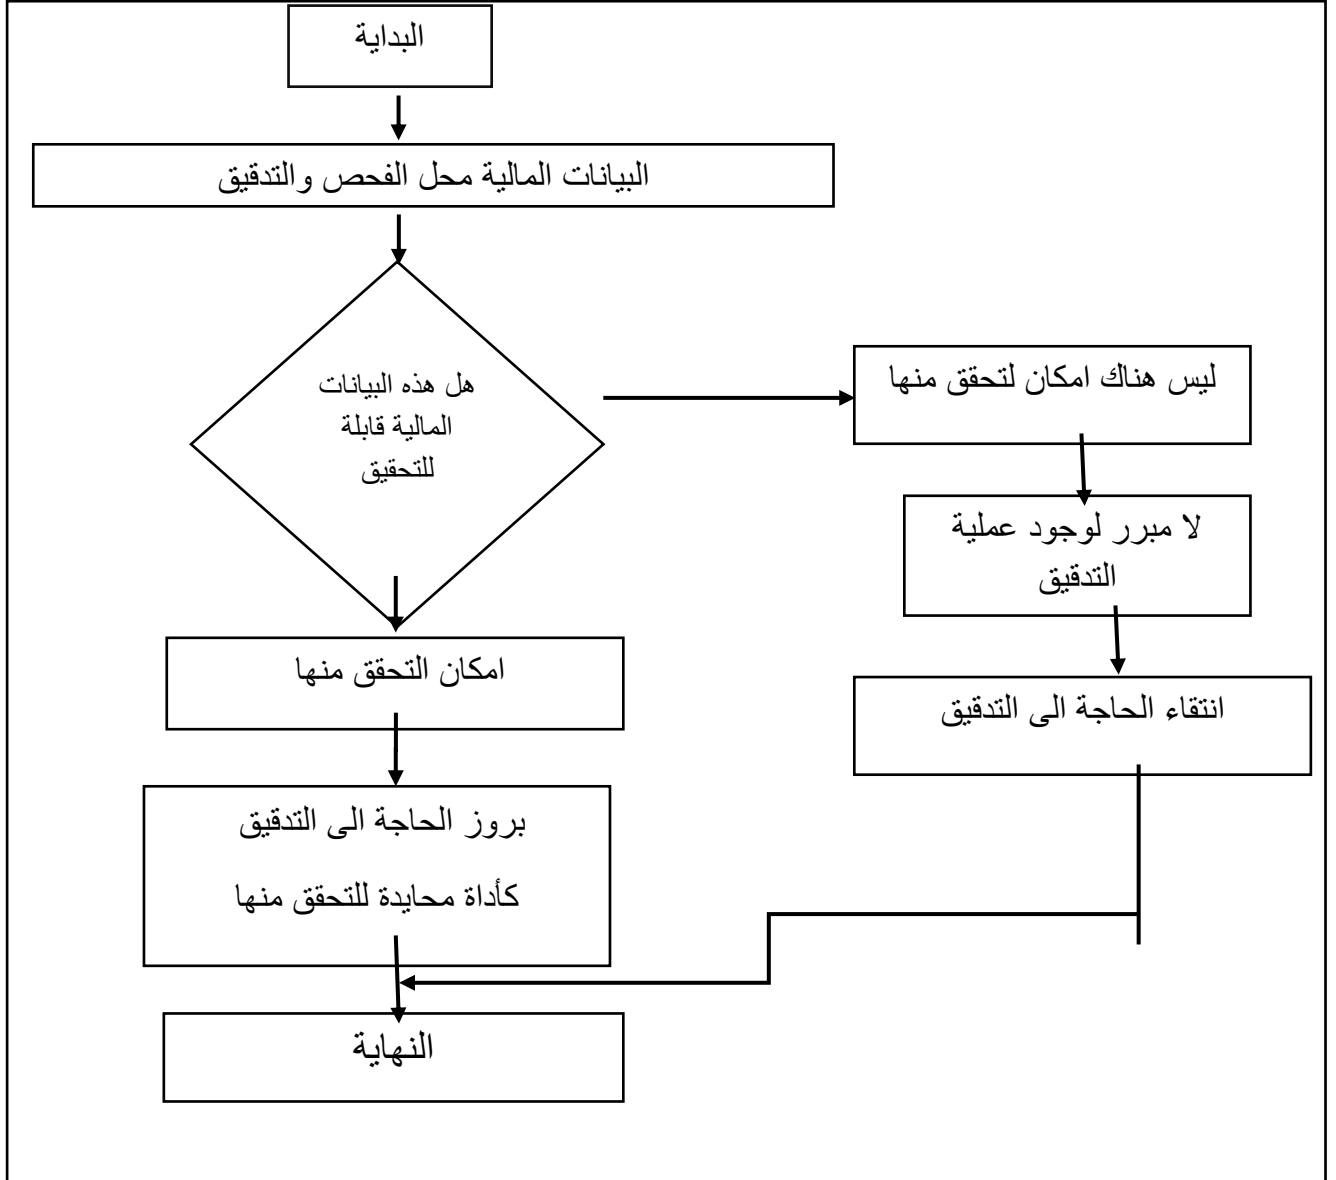 البداية
البيانات المالية محل الفحص والتدقيق
هل هذه البيانات
المالية قابلة
للتحقيق
ليس هناك امكان لتحقق منها
لا مبرر لوجود عملية
التدقيق
انتقاء الحاجة الى التدقيق
امكان التحقق منها
بروز الحاجة الى التدقيق
كأداة محايدة للتحقق منها
النهاية